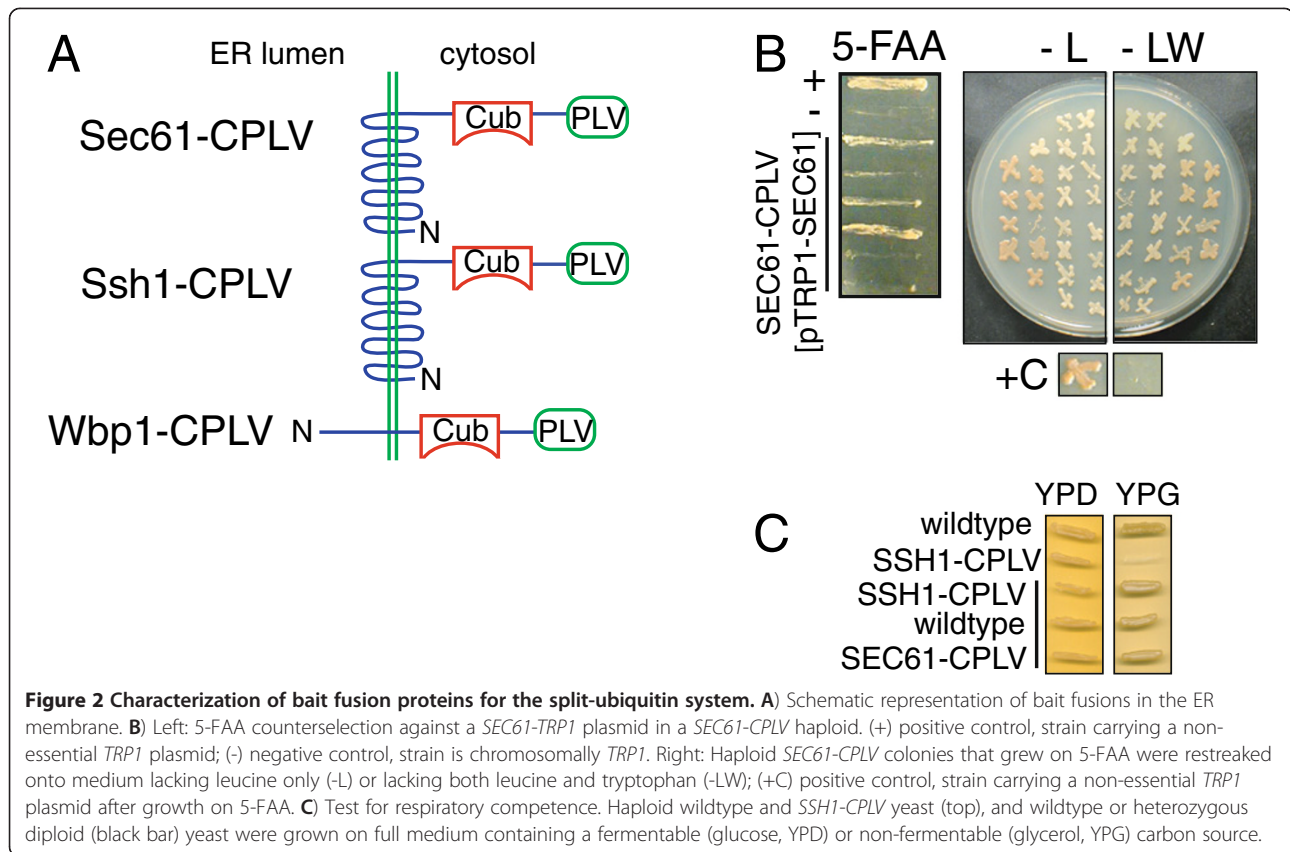 A
ER lumen
cytosol
Sec61-CPLV
Cub
PLV
N
Ssh1-CPLV
Cub
PLV
N
Wbp1-CPLV
N
Cub
PLV
B
5-FAA
+
-
SEC61-CPLV
[pTRP1-SEC61]
- L
- LW
+C
C
YPD
YPG
wildtype
SSH1-CPLV
SSH1-CPLV
wildtype
SEC61-CPLV
Figure 2 Characterization of bait fusion proteins for the split-ubiquitin system. A) Schematic representation of bait fusions in the ER
membrane. B) Left: 5-FAA counterselection against a SEC61-TRP1 plasmid in a SEC61-CPLV haploid. (+) positive control, strain carrying a non-
essential TRP1 plasmid; (-) negative control, strain is chromosomally TRP1. Right: Haploid SEC61-CPLV colonies that grew on 5-FAA were restreaked
onto medium lacking leucine only (-L) or lacking both leucine and tryptophan (-LW); (+C) positive control, strain carrying a non-essential TRP1
plasmid after growth on 5-FAA. C) Test for respiratory competence. Haploid wildtype and SSH1-CPLV yeast (top), and wildtype or heterozygous
diploid (black bar) yeast were grown on full medium containing a fermentable (glucose, YPD) or non-fermentable (glycerol, YPG) carbon source.